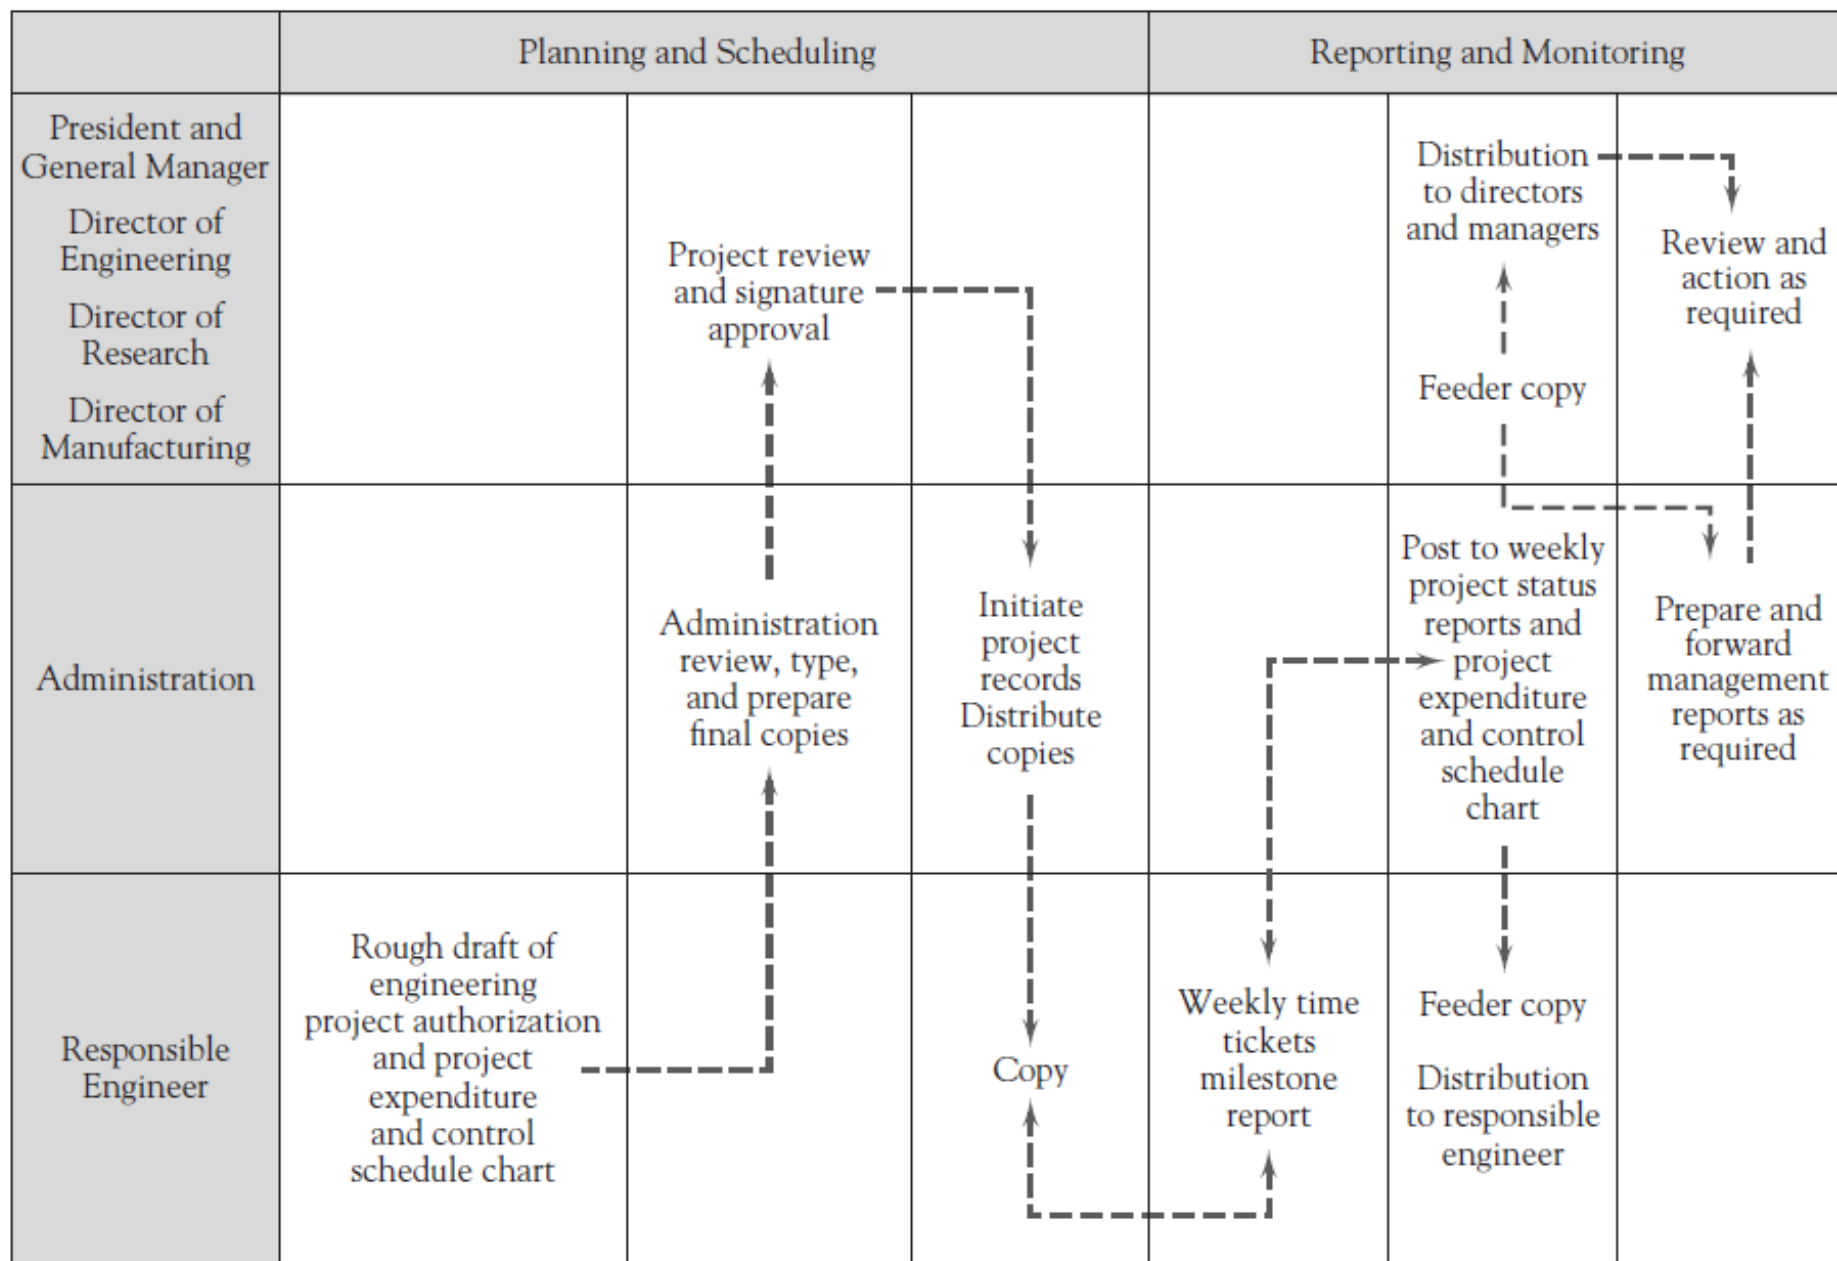 Planning and Scheduling
Reporting and Monitoring
President and
General Manager
Director of
Engineering
Director of
Research
Director of
Manufacturing
Project review
and signature
approval
Distribution
to directors
and managers
Feeder copy
Review and
action as
required
Administration
Administration
review, type,
and prepare
final copies
Initiate
project
records
Distribute
copies
Post to weekly
project status
reports and
project
expenditure
and control
schedule
chart
Prepare and
forward
management
reports as
required
Responsible
Engineer
Rough draft of
engineering
project authorization
and project
expenditure
and control
schedule chart
Copy
Weekly time
tickets
milestone
report
Feeder copy
Distribution
to responsible
engineer